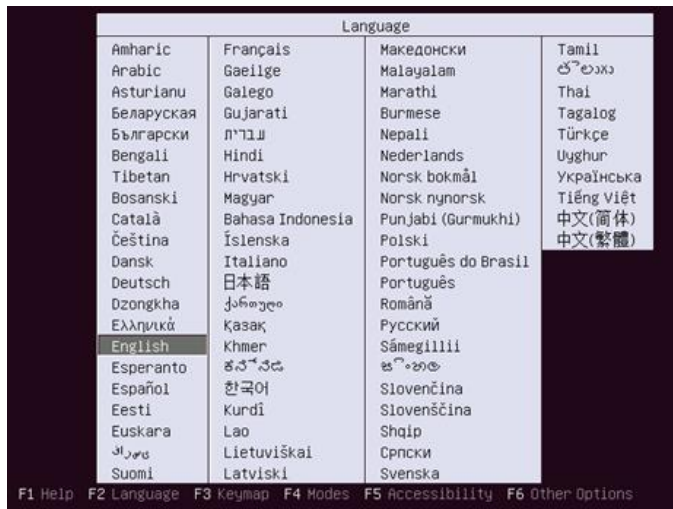 Language
Amharic
Arabic
Asturianu
Беларуская
Български
Bengali
Tibetan
Bosanski
Català
Čeština
Dansk
Deutsch
Dzongkha
Ελληνικά
English
Esperanto
Español
Eesti
Euskara
Suomi
Français
Gaeilge
Galego
Gujarati
עברית
Hindi
Hrvatski
Magyar
Bahasa Indonesia
Íslenska
Italiano
日本語
ქართული
Қазақ
Khmer
ಕನ್ನಡ
한국어
Kurdî
Lao
Lietuviškai
Latviski
Македонски
Malayalam
Marathi
Burmese
Nepali
Nederlands
Norsk bokmål
Norsk nynorsk
Punjabi (Gurmukhi)
Polski
Português do Brasil
Português
Română
Русский
Sámegillii
සිංහල
Slovenčina
Slovenščina
Shqip
Српски
Svenska
Tamil
తెలుగు
Thai
Tagalog
Türkçe
Uyghur
Українська
Tiếng Việt
中文(简体)
中文(繁體)
F1 Help F2 Language F3 Keymap F4 Modes F5 Accessibility F6 Other Options